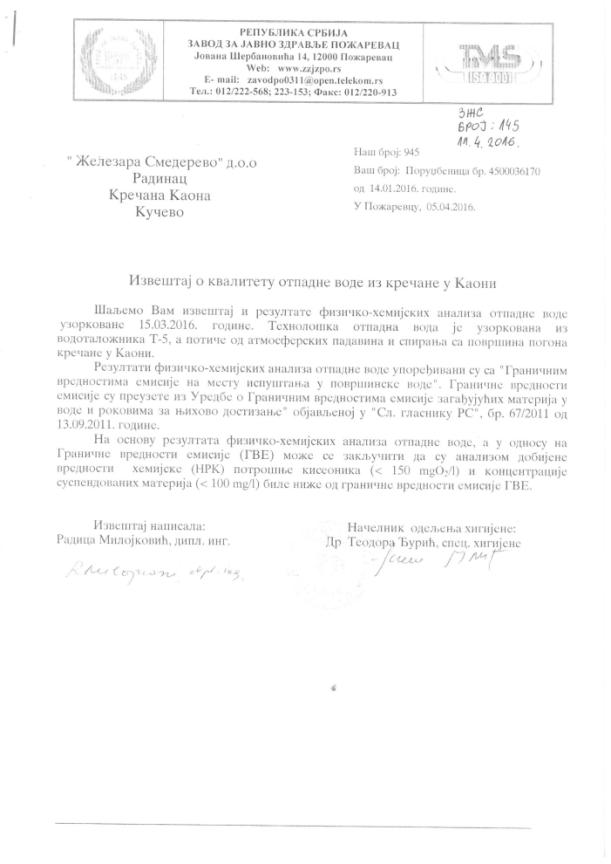 РЕПУБЛИКА СРБИЈА
ЗАВОД ЗА ЈАВНО ЗДРАВЉЕ ПОЖАРЕВАЦ
Јована Шербановића 14, 12000 Пожаревац
Web: www.zzjzpo.rs
E- mail: zavodpo0311@open.telekom.rs
Тел.: 012/222-568; 223-153; Факс: 012/220-913
TMS
ISO 9001
ЗЖС
БРОЈ: 145
11.4.2016.
" Железара Смедерево" д.о.о
Радинац
Кречана Каона
Кучево
Наш број: 945
Ваш број: Поруџбеница бр. 4500036170
од 14.01.2016. године.
У Пожаревцу, 05.04.2016.
Извештај о квалитету отпадне воде из кречане у Каони
Шаљемо Вам извештај и резултате физичко-хемијских анализа отпадне воде
узорковане 15.03.2016. године. Технолошка отпадна вода је узоркована из
водоталожника Т-5, а потиче од атмосферских падавина и спирања са површина погона
кречане у Каони.
Резултати физичко-хемијских анализа отпадне воде упоређивани су са "Граничним
вредностима емисије на месту испуштања у површинске воде". Граничне вредности
емисије су преузете из Уредбе о Граничним вредностима емисије загађујућих материја у
воде и роковима за њихово достизање" објављеној у "Сл. гласнику РС", бр. 67/2011 од
13.09.2011. године.
На основу резултата физичко-хемијских анализа отпадне воде, а у односу на
Граничне вредности емисије (ГВЕ) може се закључити да су анализом добијене
вредности хемијске (НРК) потрошње кисеоника (< 150 mgO₂/l) и концентрације
суспендованих материја (< 100 mg/l) биле ниже од граничне вредности емисије ГВЕ.
Извештај написала:
Радица Милојковић, дипл. инг.
Начелник одељења хигијене:
Др Теодора Ђурић, спец. хигијене